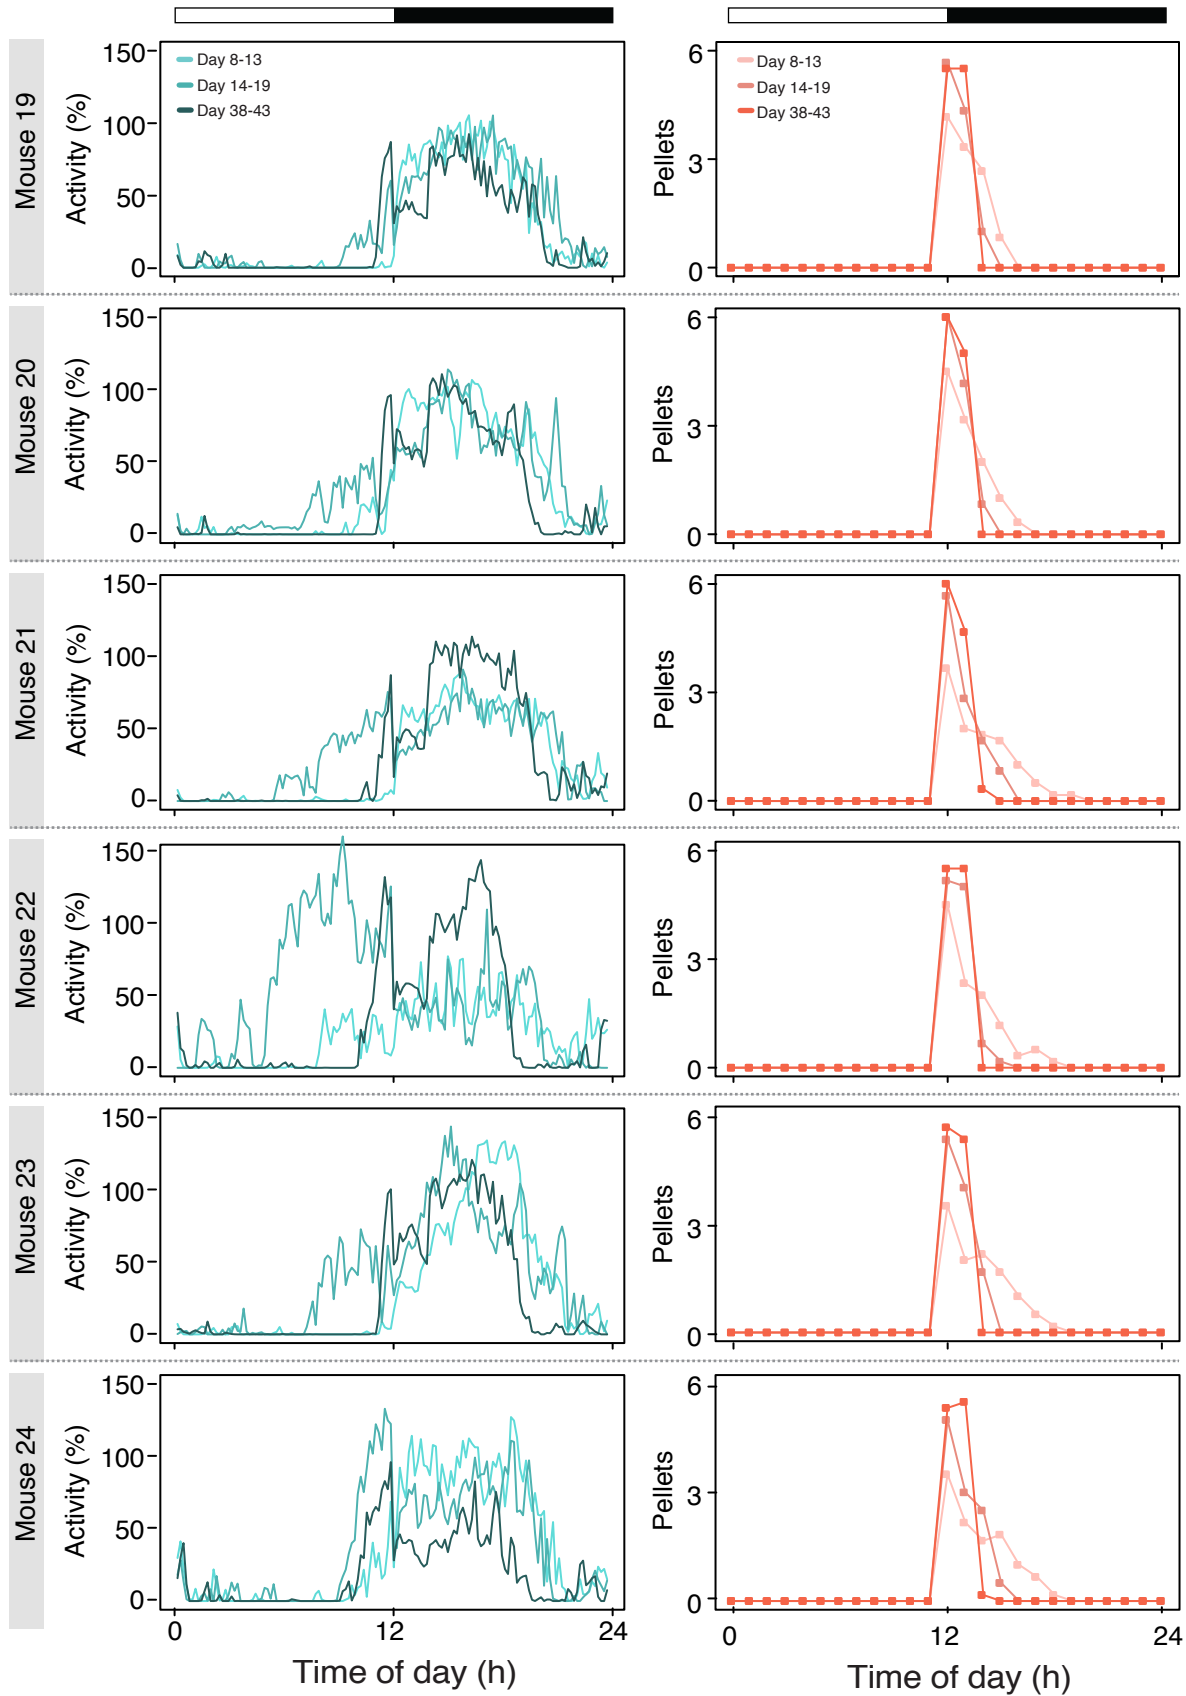 Mouse 19
Activity (%)
150
100
50
0
Day 8-13
Day 14-19
Day 38-43
Pellets
6
3
0
Day 8-13
Day 14-19
Day 38-43
Mouse 20
Activity (%)
150
100
50
0
Pellets
6
3
0
Mouse 21
Activity (%)
150
100
50
0
Pellets
6
3
0
Mouse 22
Activity (%)
150
100
50
0
Pellets
6
3
0
Mouse 23
Activity (%)
150
100
50
0
Pellets
6
3
0
Mouse 24
Activity (%)
150
100
50
0
Pellets
6
3
0
0 12 24
Time of day (h)
0 12 24
Time of day (h)